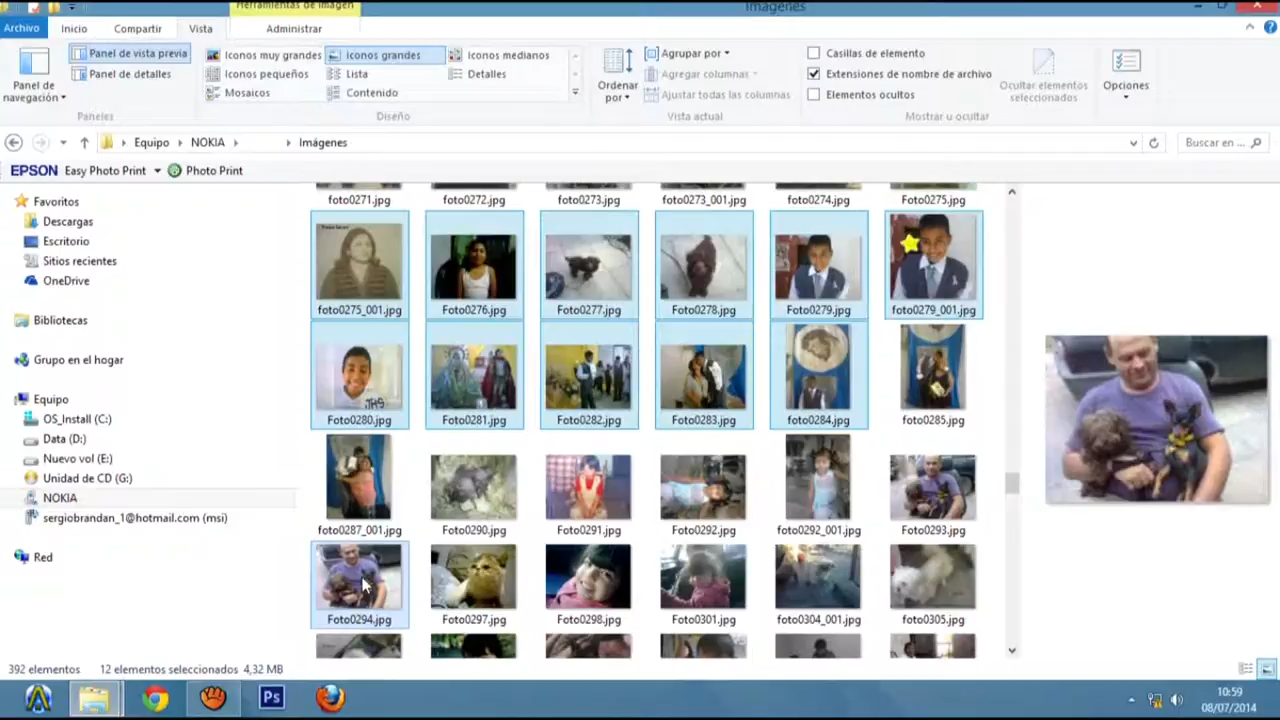 Herramientas de imagen
Imágenes
Archivo Inicio Compartir Vista Administrar
Panel de navegación
Panel de vista previa
Panel de detalles
Paneles
Iconos muy grandes Iconos grandes Iconos medianos
Iconos pequeños Lista Detalles
Mosaicos Contenido
Diseño
Ordenar por
Agrupar por
Agregar columnas
Ajustar todas las columnas
Vista actual
Casillas de elemento
Extensiones de nombre de archivo
Elementos ocultos
Ocultar elementos seleccionados
Mostrar u ocultar
Opciones
Equipo NOKIA Imágenes
Buscar en ...
EPSON Easy Photo Print Photo Print
Favoritos
Descargas
Escritorio
Sitios recientes
OneDrive
Bibliotecas
Grupo en el hogar
Equipo
OS_Install (C:)
Data (D:)
Nuevo vol (E:)
Unidad de CD (G:)
NOKIA
sergiobrandan_1@hotmail.com (msi)
Red
foto0271.jpg foto0272.jpg foto0273.jpg foto0273_001.jpg foto0274.jpg Foto0275.jpg
foto0275_001.jpg Foto0276.jpg Foto0277.jpg Foto0278.jpg Foto0279.jpg foto0279_001.jpg
Foto0280.jpg Foto0281.jpg Foto0282.jpg Foto0283.jpg foto0284.jpg Foto0285.jpg
foto0287_001.jpg Foto0290.jpg Foto0291.jpg Foto0292.jpg foto0292_001.jpg Foto0293.jpg
Foto0294.jpg Foto0297.jpg Foto0298.jpg Foto0301.jpg foto0304_001.jpg foto0305.jpg
392 elementos 12 elementos seleccionados 4,32 MB
Ps
10:59
08/07/2014